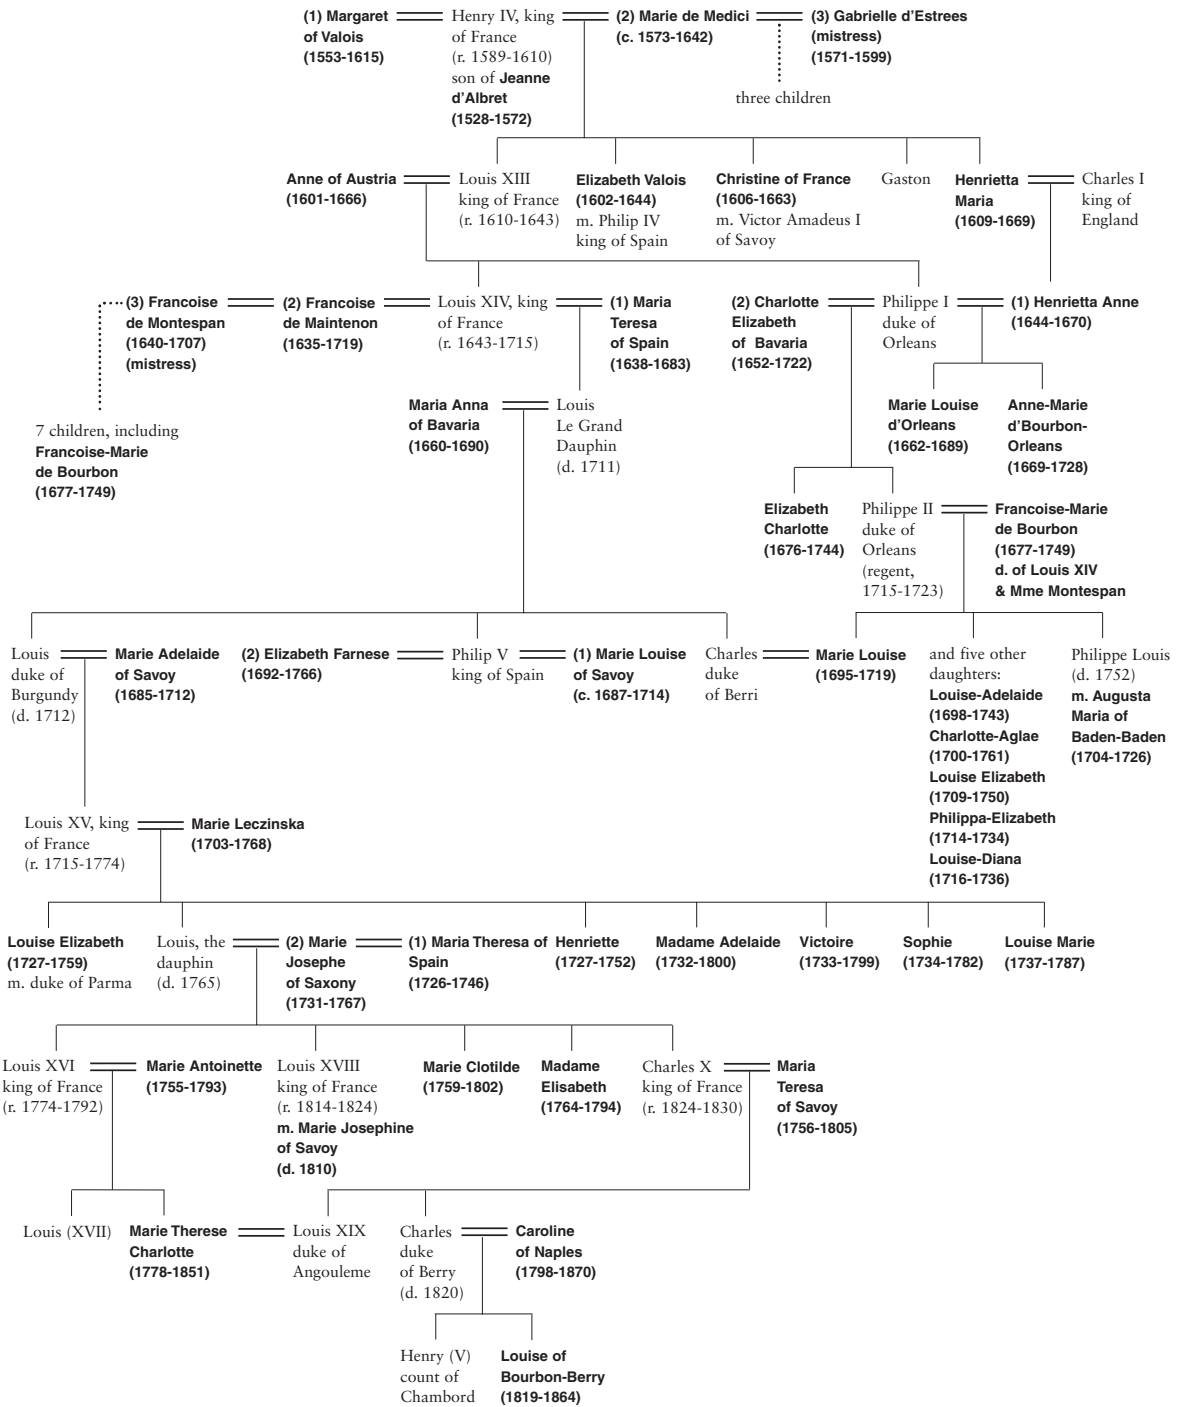 (1) Margaret
of Valois
(1553-1615)
Henry IV, king
of France
(r. 1589-1610)
son of Jeanne
d'Albret
(1528-1572)
(2) Marie de Medici
(c. 1573-1642)
(3) Gabrielle d'Estrees
(mistress)
(1571-1599)
three children
Anne of Austria
(1601-1666)
Louis XIII
king of France
(r. 1610-1643)
Elizabeth Valois
(1602-1644)
m. Philip IV
king of Spain
Christine of France
(1606-1663)
m. Victor Amadeus I
of Savoy
Gaston
Henrietta
Maria
(1609-1669)
Charles I
king of
England
(3) Francoise
de Montespan
(1640-1707)
(mistress)
(2) Francoise
de Maintenon
(1635-1719)
Louis XIV, king
of France
(r. 1643-1715)
(1) Maria
Teresa
of Spain
(1638-1683)
(2) Charlotte
Elizabeth
of Bavaria
(1652-1722)
Philippe I
duke of
Orleans
(1) Henrietta Anne
(1644-1670)
7 children, including
Francoise-Marie
de Bourbon
(1677-1749)
Maria Anna
of Bavaria
(1660-1690)
Louis
Le Grand
Dauphin
(d. 1711)
Marie Louise
d'Orleans
(1662-1689)
Anne-Marie
d'Bourbon-
Orleans
(1669-1728)
Elizabeth
Charlotte
(1676-1744)
Philippe II
duke of
Orleans
(regent,
1715-1723)
Francoise-Marie
de Bourbon
(1677-1749)
d. of Louis XIV
& Mme Montespan
Louis
duke of
Burgundy
(d. 1712)
Marie Adelaide
of Savoy
(1685-1712)
(2) Elizabeth Farnese
(1692-1766)
Philip V
king of Spain
(1) Marie Louise
of Savoy
(c. 1687-1714)
Charles
duke
of Berri
Marie Louise
(1695-1719)
and five other
daughters:
Louise-Adelaide
(1698-1743)
Charlotte-Aglae
(1700-1761)
Louise Elizabeth
(1709-1750)
Philippa-Elizabeth
(1714-1734)
Louise-Diana
(1716-1736)
Philippe Louis
(d. 1752)
m. Augusta
Maria of
Baden-Baden
(1704-1726)
Louis XV, king
of France
(r. 1715-1774)
Marie Leczinska
(1703-1768)
Louise Elizabeth
(1727-1759)
m. duke of Parma
Louis, the
dauphin
(d. 1765)
(2) Marie
Josephe
of Saxony
(1731-1767)
(1) Maria Theresa of
Spain
(1726-1746)
Henriette
(1727-1752)
Madame Adelaide
(1732-1800)
Victoire
(1733-1799)
Sophie
(1734-1782)
Louise Marie
(1737-1787)
Louis XVI
king of France
(r. 1774-1792)
Marie Antoinette
(1755-1793)
Louis XVIII
king of France
(r. 1814-1824)
m. Marie Josephine
of Savoy
(d. 1810)
Marie Clotilde
(1759-1802)
Madame
Elisabeth
(1764-1794)
Charles X
king of France
(r. 1824-1830)
Maria
Teresa
of Savoy
(1756-1805)
Louis (XVII)
Marie Therese
Charlotte
(1778-1851)
Louis XIX
duke of
Angouleme
Charles
duke
of Berry
(d. 1820)
Caroline
of Naples
(1798-1870)
Henry (V)
count of
Chambord
Louise of
Bourbon-Berry
(1819-1864)